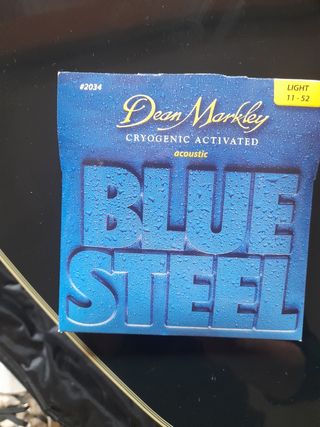 #2034
LIGHT
11 - 52
Dean Markley
CRYOGENIC ACTIVATED
acoustic
BLUE
STEEL